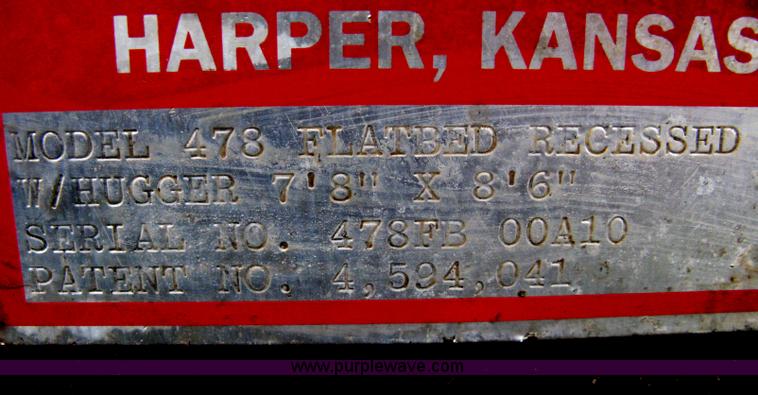 HARPER, KANSAS
MODEL 478 FLATBED RECESSED
W/HUGGER 7'8" X 8'6"
SERIAL NO. 478FB 00A10
PATENT NO. 4,594,041
www.purplewave.com